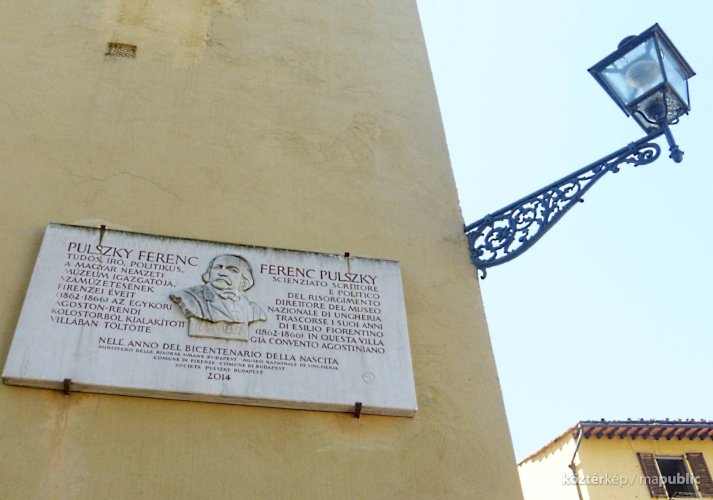 PULSZKY FERENC
TUDÓS, ÍRÓ, POLITIKUS,
A MAGYAR NEMZETI
MÚZEUM IGAZGATÓJA,
SZÁMŰZETÉSÉNEK
FIRENZEI ÉVEIT
(1862-1866) AZ EGYKORI
ÁGOSTON-RENDI
KOLOSTORBÓL KIALAKÍTOTT
VILLÁBAN TÖLTÖTTE
FERENC PULSZKY
SCIENZIATO SCRITTORE
E POLITICO
DEL RISORGIMENTO
DIRETTORE DEL MUSEO
NAZIONALE DI UNGHERIA
TRASCORSE I SUOI ANNI
DI ESILIO FIORENTINO
(1862-1866) IN QUESTA VILLA
GIÀ CONVENTO AGOSTINIANO
NELL'ANNO DEL BICENTENARIO DELLA NASCITA
MINISTERO DELLE RISORSE UMANE BUDAPEST - MUSEO NAZIONALE DI UNGHERIA
COMUNE DI FIRENZE - COMUNE DI BUDAPEST
SOCIETÀ PULSZKY BUDAPEST
2014
köztérkép / mapublic